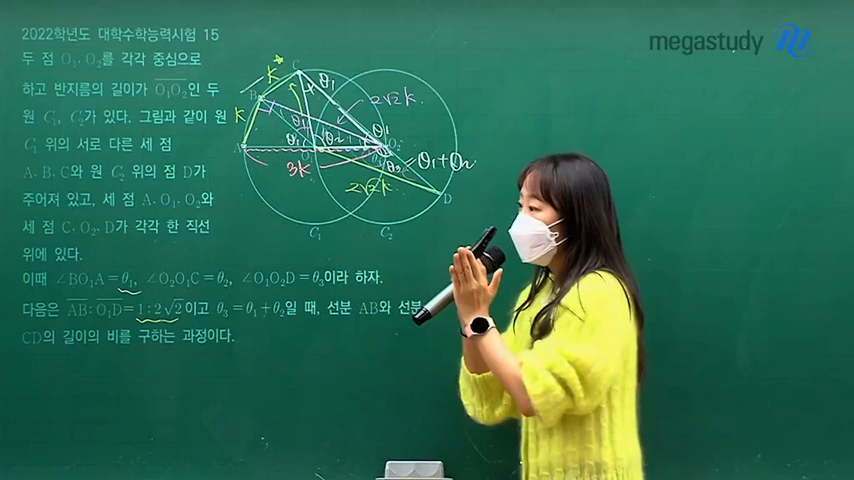 megastudy
2022학년도 대학수학능력시험 15
두 점 O₁, O₂를 각각 중심으로
하고 반지름의 길이가 O₁O₂인 두
원 C₁, C₂가 있다. 그림과 같이 원
C₁ 위의 서로 다른 세 점
A, B, C와 원 C₂ 위의 점 D가
주어져 있고, 세 점 A, O₁, O₂와
세 점 C, O₂, D가 각각 한 직선
위에 있다.
이때 ∠BO₁A=θ₁, ∠O₂O₁C=θ₂, ∠O₁O₂D=θ₃이라 하자.
다음은 AB:O₁D=1:2√2이고 θ₃=θ₁+θ₂일 때, 선분 AB와 선분
CD의 길이의 비를 구하는 과정이다.
C
K
θ₁
B
2√2k
K
θ₁
θ₁
A
θ₁
θ₂
O₂
3k
θ₃
=θ₁+θ₂
2√2k
D
C₁
C₂